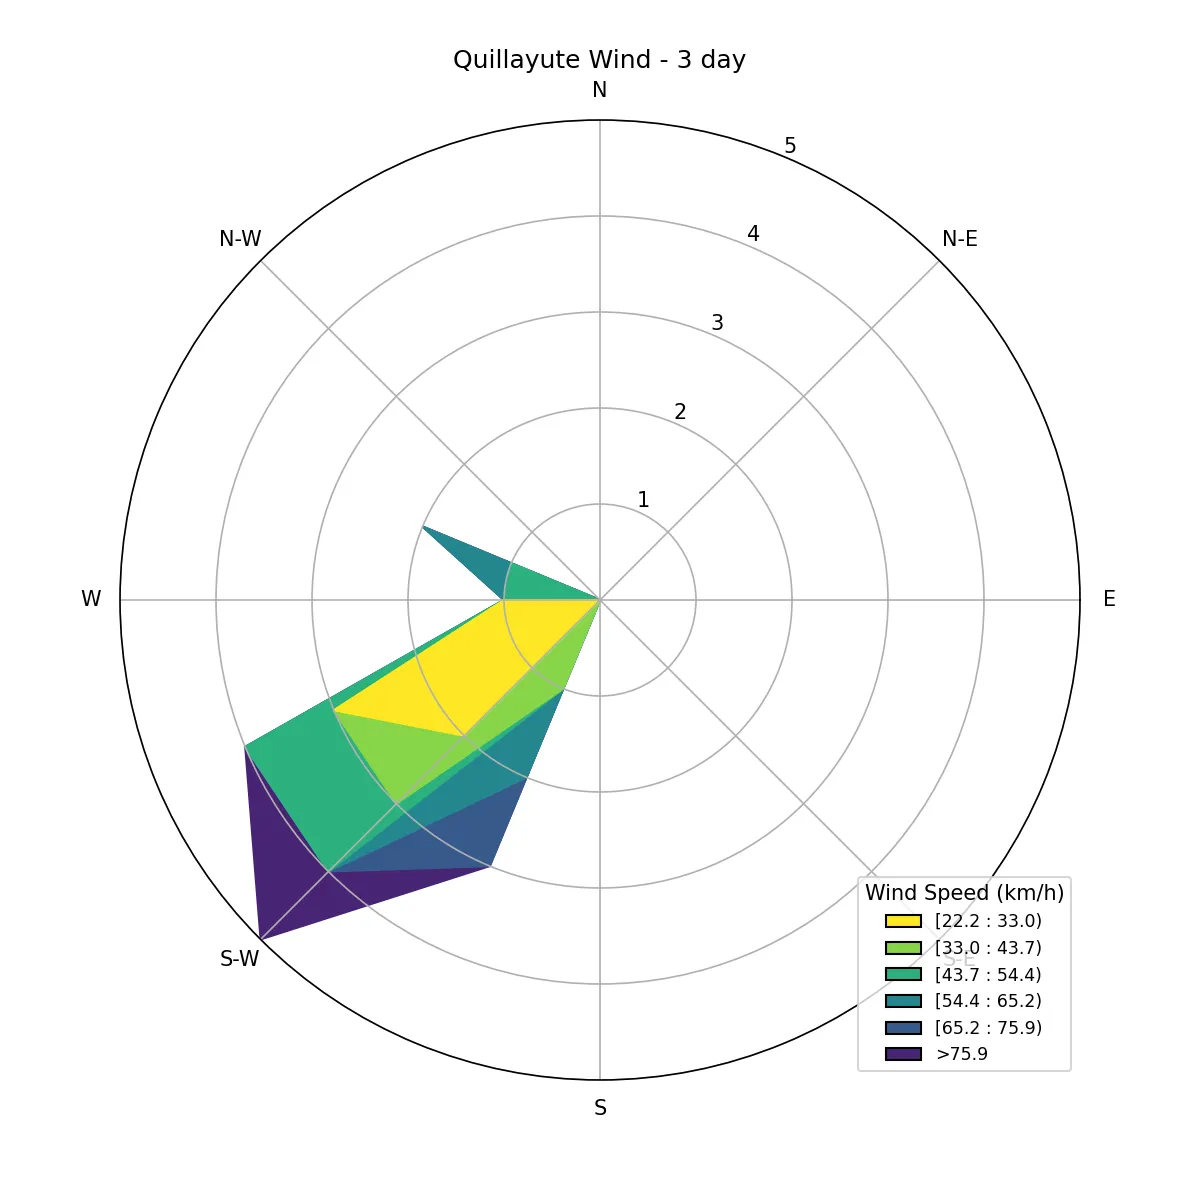 Quillayute Wind - 3 day
N
5
N-W
4
N-E
3
2
1
W
E
S-W
S-E
S
Wind Speed (km/h)
[22.2 : 33.0)
[33.0 : 43.7)
[43.7 : 54.4)
[54.4 : 65.2)
[65.2 : 75.9)
>75.9